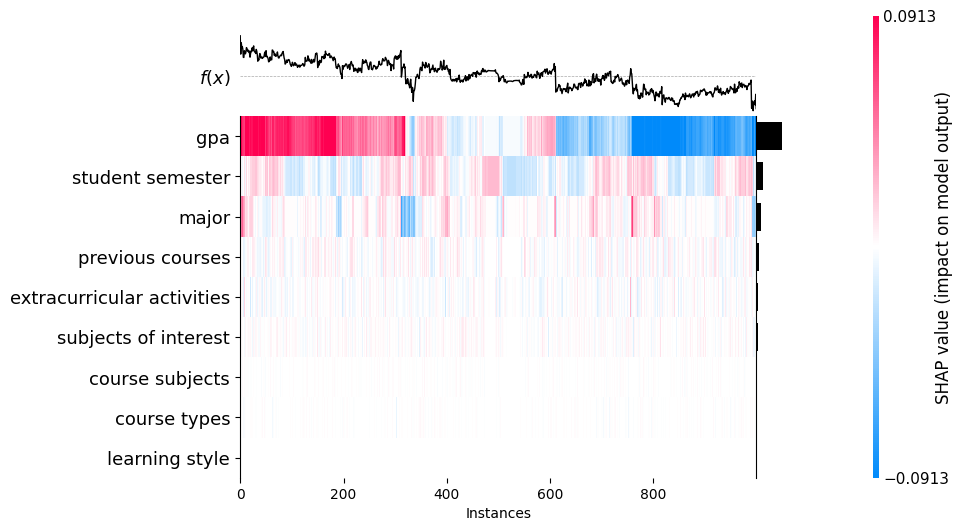 0.0913
f(x)
gpa
student semester
major
previous courses
extracurricular activities
subjects of interest
course subjects
course types
learning style
0 200 400 600 800
Instances
SHAP value (impact on model output)
−0.0913